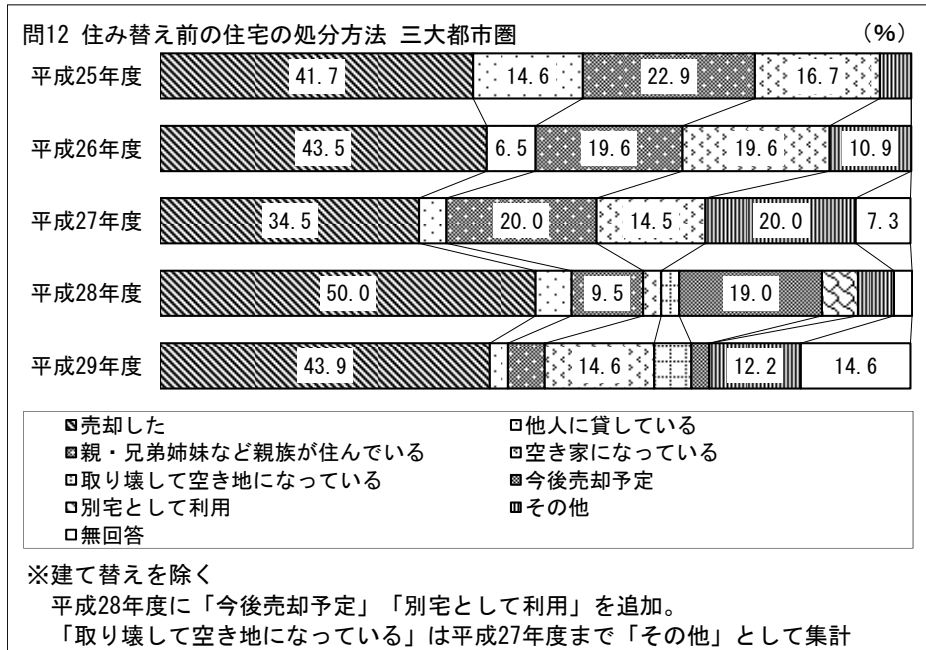 問12 住み替え前の住宅の処分方法 三大都市圏 (%)
平成25年度 41.7 14.6 22.9 16.7
平成26年度 43.5 6.5 19.6 19.6 10.9
平成27年度 34.5 20.0 14.5 20.0 7.3
平成28年度 50.0 9.5 19.0
平成29年度 43.9 14.6 12.2 14.6
売却した 他人に貸している
親・兄弟姉妹など親族が住んでいる 空き家になっている
取り壊して空き地になっている 今後売却予定
別宅として利用 その他
無回答
※建て替えを除く
平成28年度に「今後売却予定」「別宅として利用」を追加。
「取り壊して空き地になっている」は平成27年度まで「その他」として集計